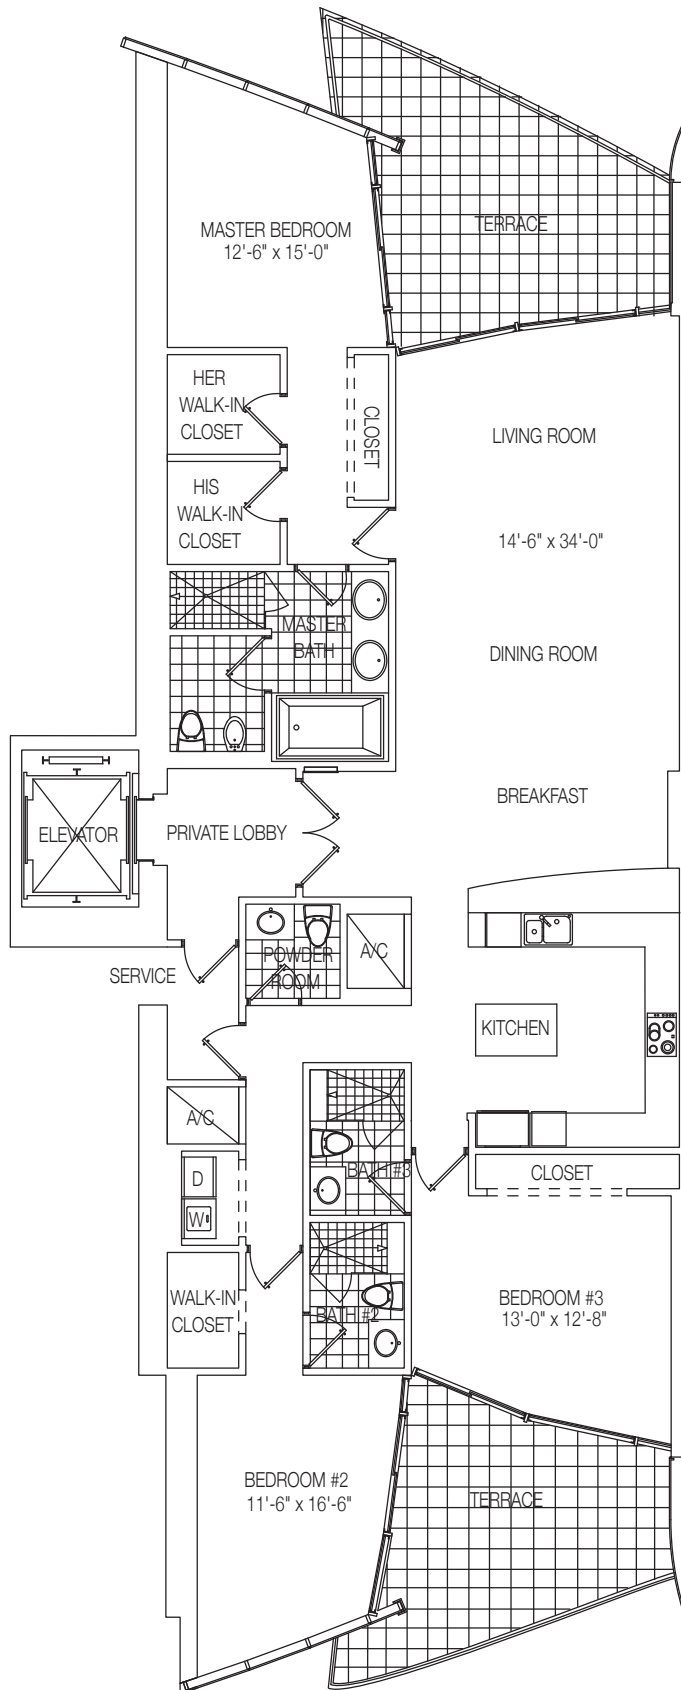 TERRACE
MASTER BEDROOM
12'-6" x 15'-0"
HER
WALK-IN
CLOSET
CLOSET
LIVING ROOM
HIS
WALK-IN
CLOSET
14'-6" x 34'-0"
MASTER
BATH
DINING ROOM
BREAKFAST
ELEVATOR
PRIVATE LOBBY
POWDER
ROOM
A/C
SERVICE
KITCHEN
A/C
BATH #3
CLOSET
D
W
WALK-IN
CLOSET
BATH #2
BEDROOM #3
13'-0" x 12'-8"
BEDROOM #2
11'-6" x 16'-6"
TERRACE